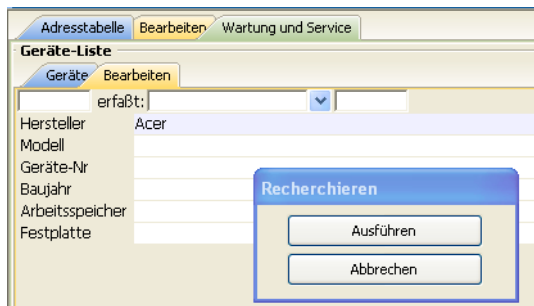 Adresstabelle Bearbeiten Wartung und Service
Geräte-Liste
Geräte Bearbeiten
erfaßt:
Hersteller Acer
Modell
Geräte-Nr
Baujahr
Arbeitsspeicher
Festplatte
Recherchieren
Ausführen
Abbrechen